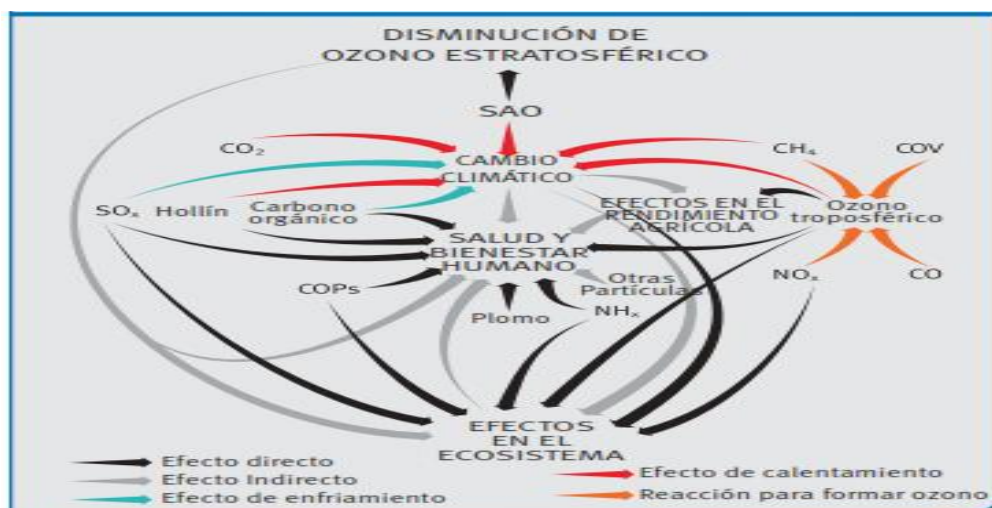 DISMINUCIÓN DE
OZONO ESTRATOSFÉRICO
SAO
CO₂
CAMBIO
CLIMÁTICO
CH₄
COV
SOₓ
Hollín
Carbono
orgánico
EFECTOS EN EL
RENDIMIENTO
AGRÍCOLA
Ozono
troposférico
SALUD Y
BIENESTAR
HUMANO
COPs
Otras
Partículas
NOₓ
CO
Plomo
NHₓ
EFECTOS
EN EL
ECOSISTEMA
Efecto directo
Efecto Indirecto
Efecto de enfriamiento
Efecto de calentamiento
Reacción para formar ozono